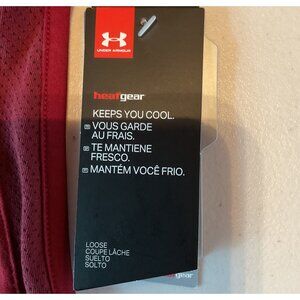 UNDER ARMOUR
heatgear
KEEPS YOU COOL.
VOUS GARDE
AU FRAIS.
TE MANTIENE
FRESCO.
MANTÉM VOCÊ FRIO.
LOOSE
COUPE LÂCHE
SUELTO
SOLTO
gear